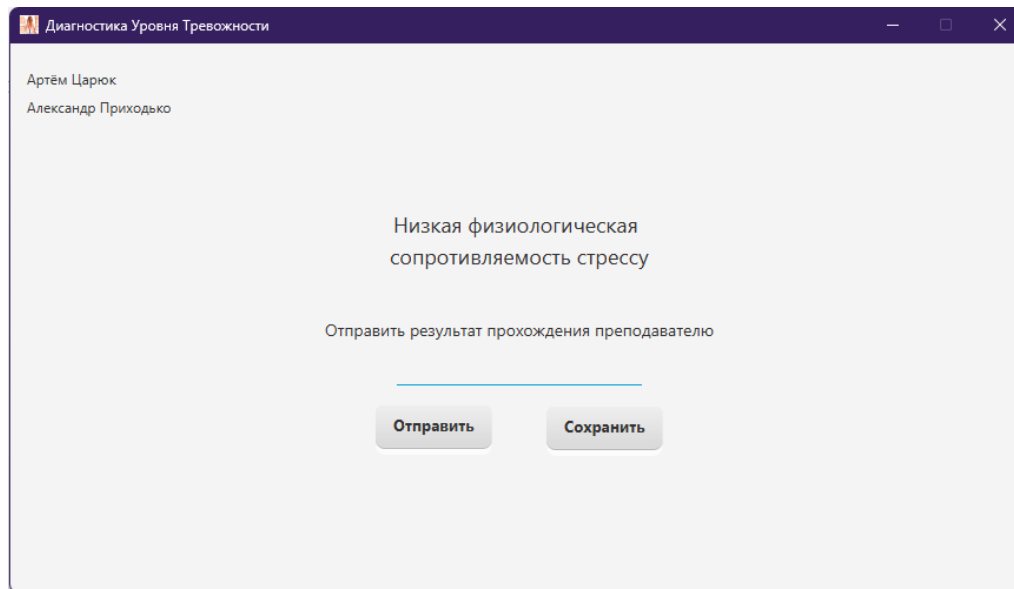 Диагностика Уровня Тревожности
Артём Царюк
Александр Приходько
Низкая физиологическая
сопротивляемость стрессу
Отправить результат прохождения преподавателю
Отправить
Сохранить